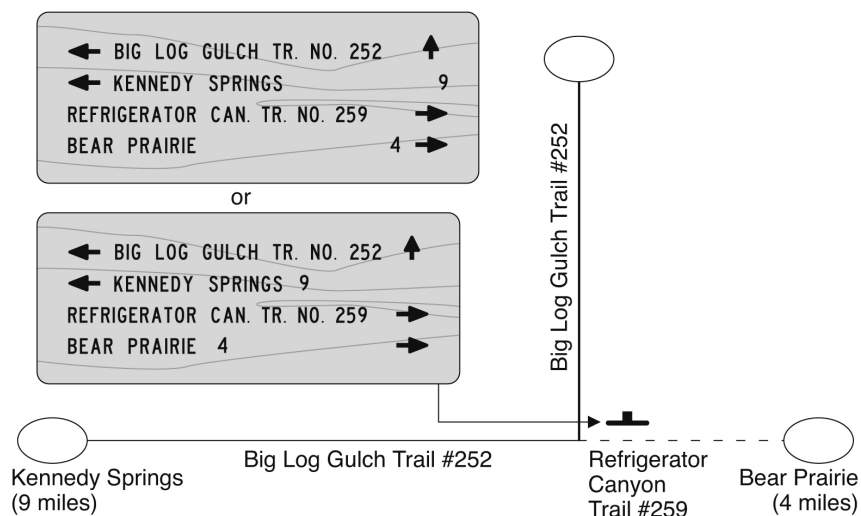 BIG LOG GULCH TR. NO. 252
KENNEDY SPRINGS 9
REFRIGERATOR CAN. TR. NO. 259
BEAR PRAIRIE 4
or
BIG LOG GULCH TR. NO. 252
KENNEDY SPRINGS 9
REFRIGERATOR CAN. TR. NO. 259
BEAR PRAIRIE 4
Big Log Gulch Trail #252
Big Log Gulch Trail #252
Kennedy Springs
(9 miles)
Refrigerator
Canyon
Trail #259
Bear Prairie
(4 miles)